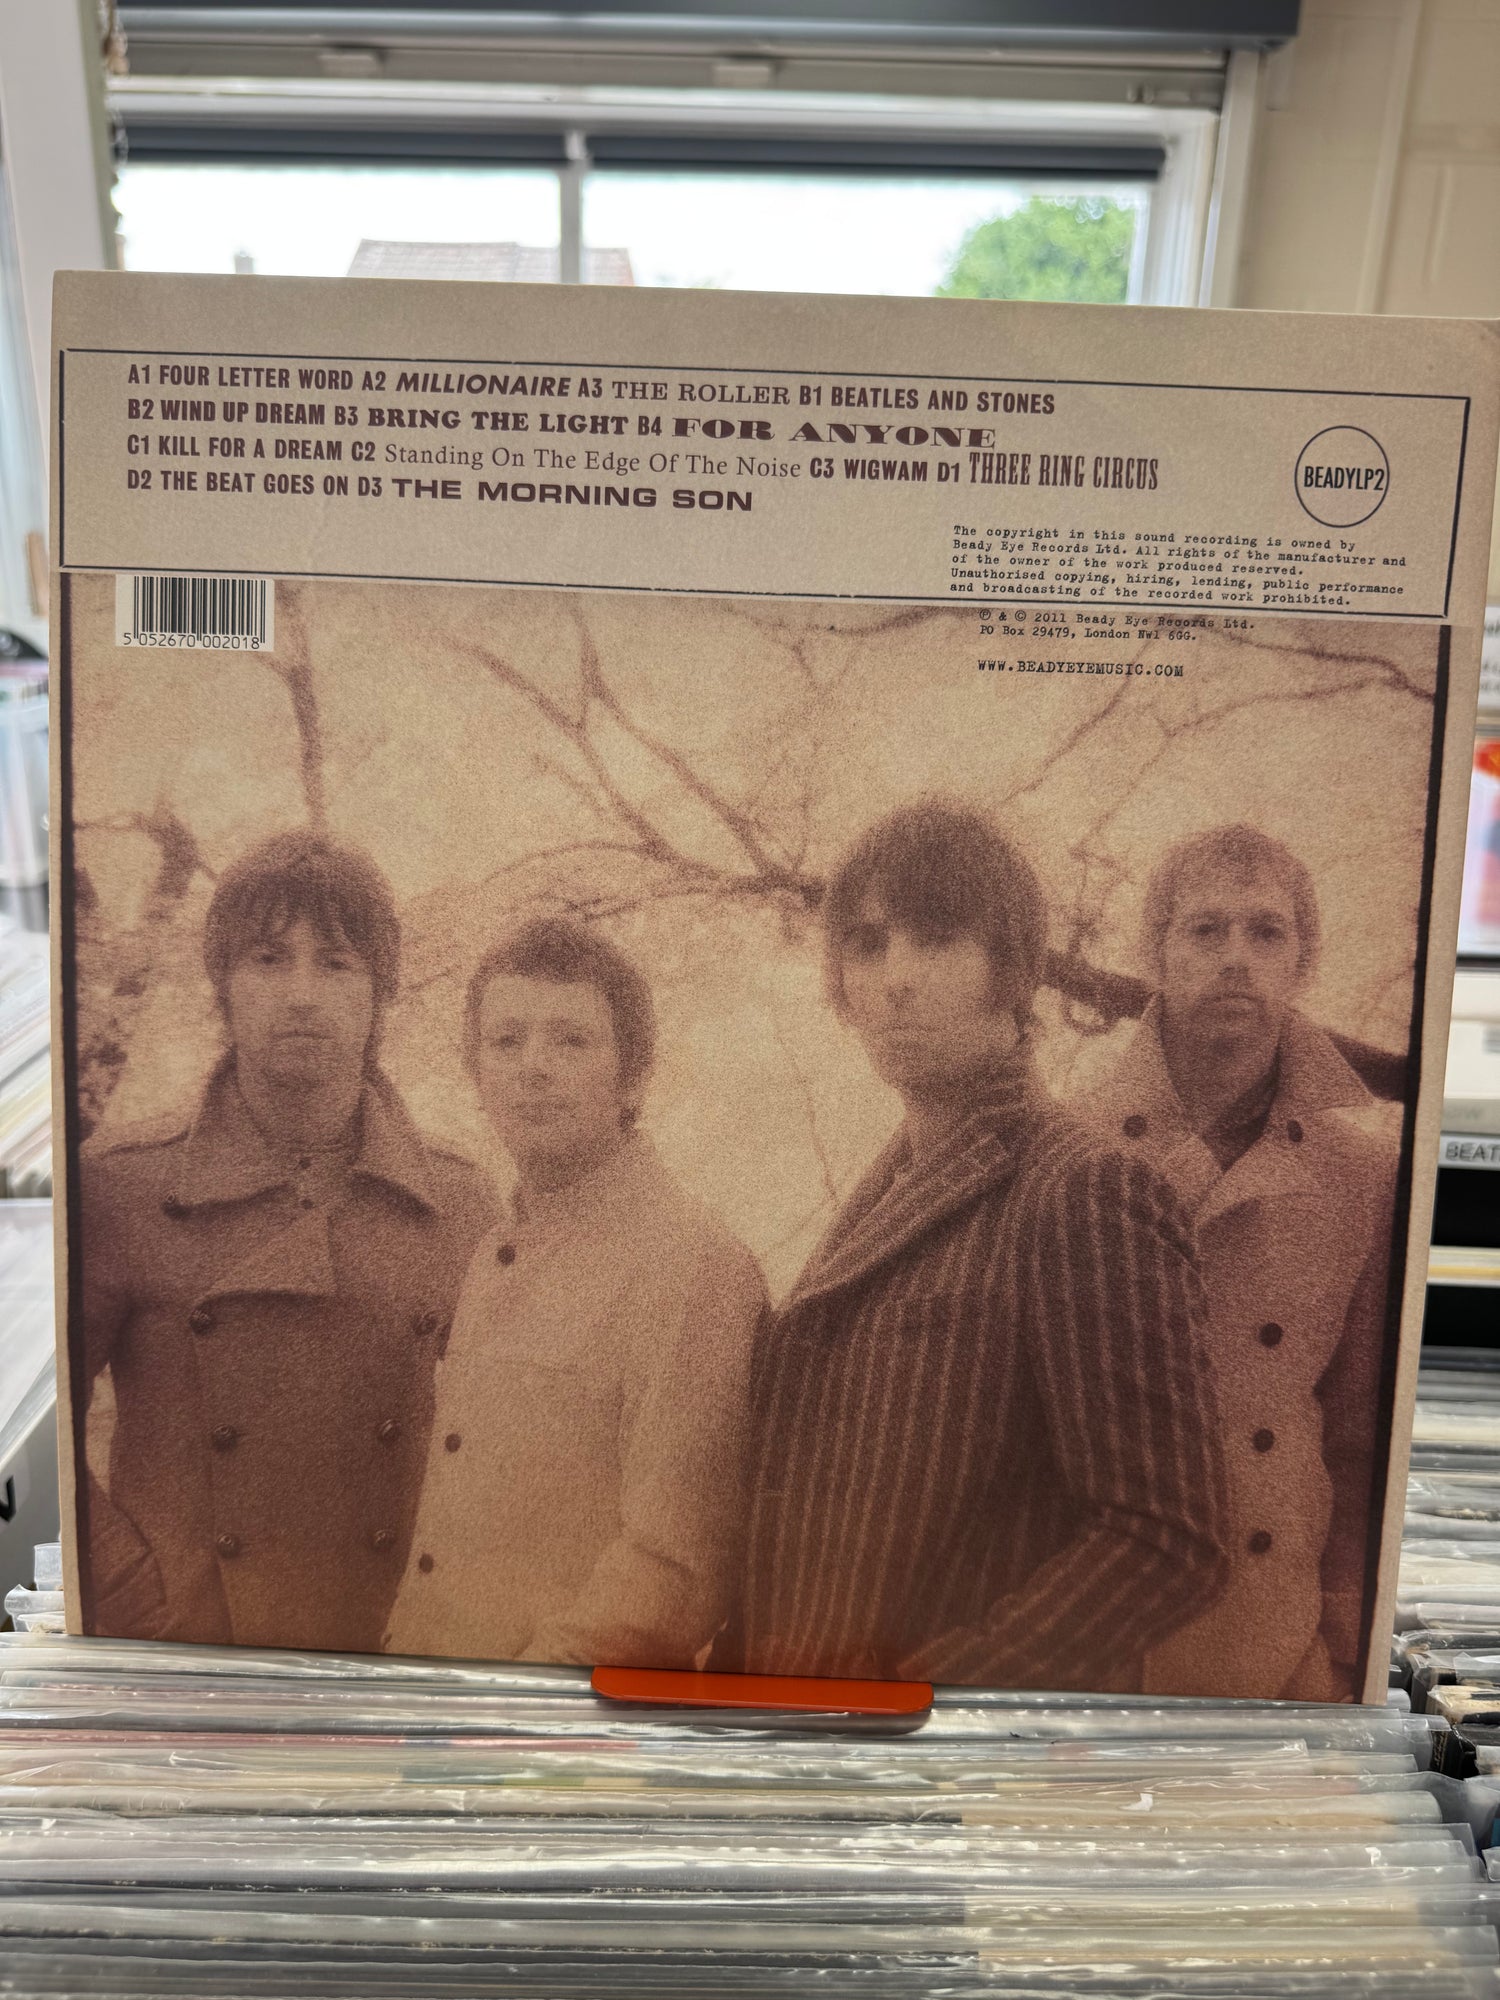 A1 FOUR LETTER WORD A2 MILLIONAIRE A3 THE ROLLER B1 BEATLES AND STONES
B2 WIND UP DREAM B3 BRING THE LIGHT B4 FOR ANYONE
C1 KILL FOR A DREAM C2 Standing On The Edge Of The Noise C3 WIGWAM D1 THREE RING CIRCUS
D2 THE BEAT GOES ON D3 THE MORNING SON
BEADYLP2
The copyright in this sound recording is owned by
Beady Eye Records Ltd. All rights of the manufacturer and
of the owner of the work produced reserved.
Unauthorised copying, hiring, lending, public performance
and broadcasting of the recorded work prohibited.
℗ & © 2011 Beady Eye Records Ltd.
PO Box 29479, London NW1 6GG.
WWW.BEADYEYEMUSIC.COM
5 052670 002018
BEAT